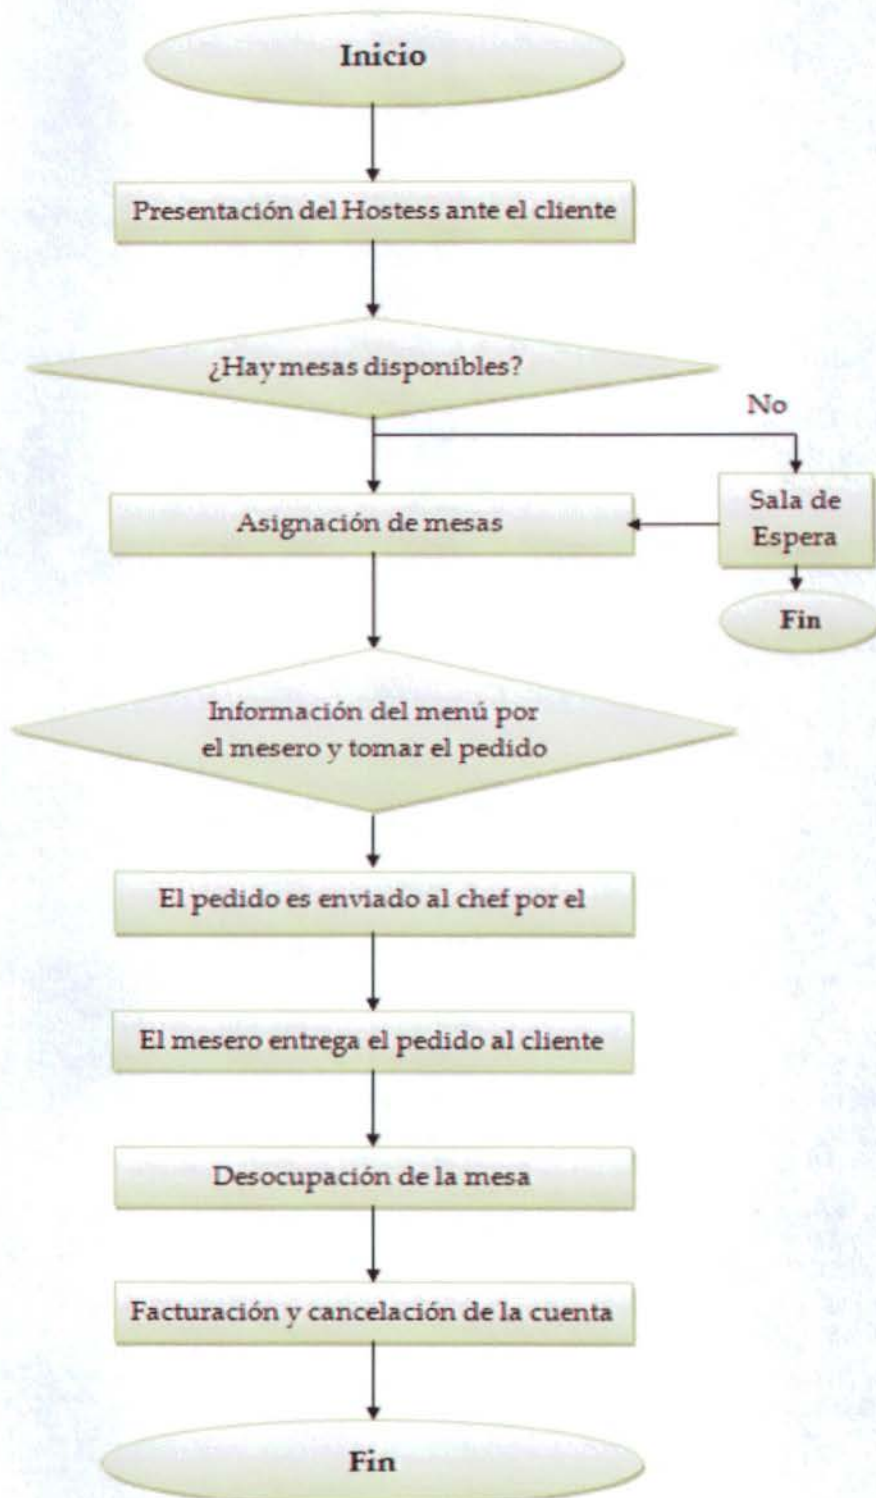 Inicio
Presentación del Hostess ante el cliente
¿Hay mesas disponibles?
No
Asignación de mesas
Sala de
Espera
Fin
Información del menú por
el mesero y tomar el pedido
El pedido es enviado al chef por el
El mesero entrega el pedido al cliente
Desocupación de la mesa
Facturación y cancelación de la cuenta
Fin